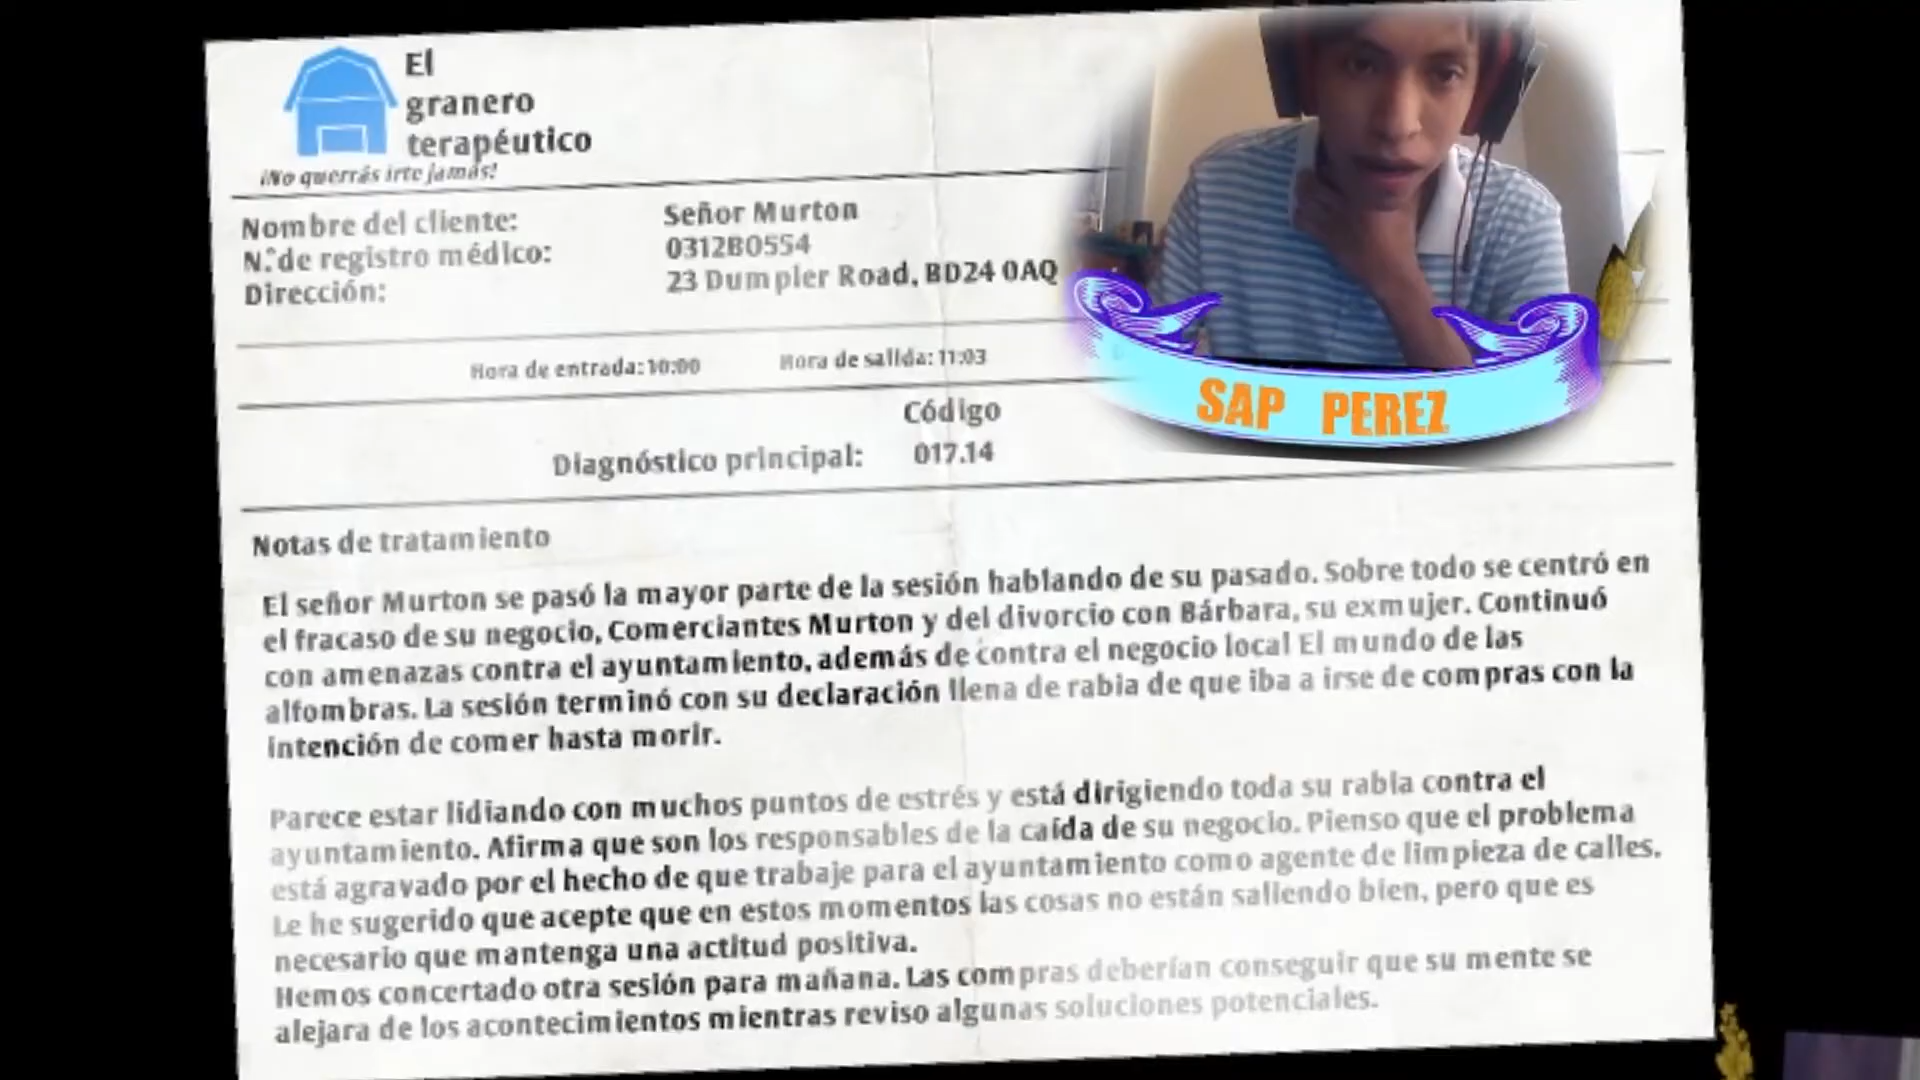 El
granero
terapéutico
¡No querrás irte jamás!
Nombre del cliente: Señor Murton
N.º de registro médico: 0312B0554
Dirección: 23 Dumpler Road, BD24 0AQ
Hora de entrada: 10:00 Hora de salida: 11:03
Código
Diagnóstico principal: 017.14
SAP PEREZ
Notas de tratamiento
El señor Murton se pasó la mayor parte de la sesión hablando de su pasado. Sobre todo se centró en
el fracaso de su negocio, Comerciantes Murton y del divorcio con Bárbara, su exmujer. Continuó
con amenazas contra el ayuntamiento, además de contra el negocio local El mundo de las
alfombras. La sesión terminó con su declaración llena de rabia de que iba a irse de compras con la
intención de comer hasta morir.
Parece estar lidiando con muchos puntos de estrés y está dirigiendo toda su rabia contra el
ayuntamiento. Afirma que son los responsables de la caída de su negocio. Pienso que el problema
está agravado por el hecho de que trabaje para el ayuntamiento como agente de limpieza de calles.
Le he sugerido que acepte que en estos momentos las cosas no están saliendo bien, pero que es
necesario que mantenga una actitud positiva.
Hemos concertado otra sesión para mañana. Las compras deberían conseguir que su mente se
alejara de los acontecimientos mientras reviso algunas soluciones potenciales.